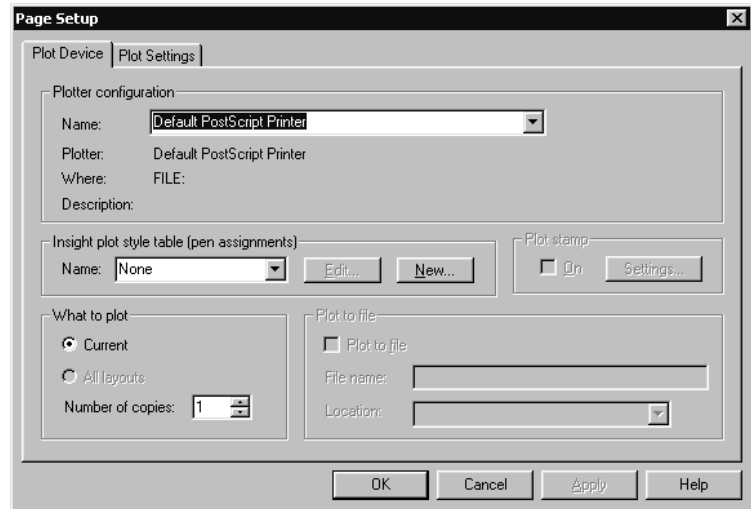 Page Setup
Plot Device
Plot Settings
Plotter configuration
Name: Default PostScript Printer
Plotter: Default PostScript Printer
Where: FILE:
Description:
Insight plot style table (pen assignments)
Name: None Edit... New...
Plot stamp
On Settings...
What to plot
Current
All layouts
Number of copies: 1
Plot to file
Plot to file
File name:
Location:
OK Cancel Apply Help